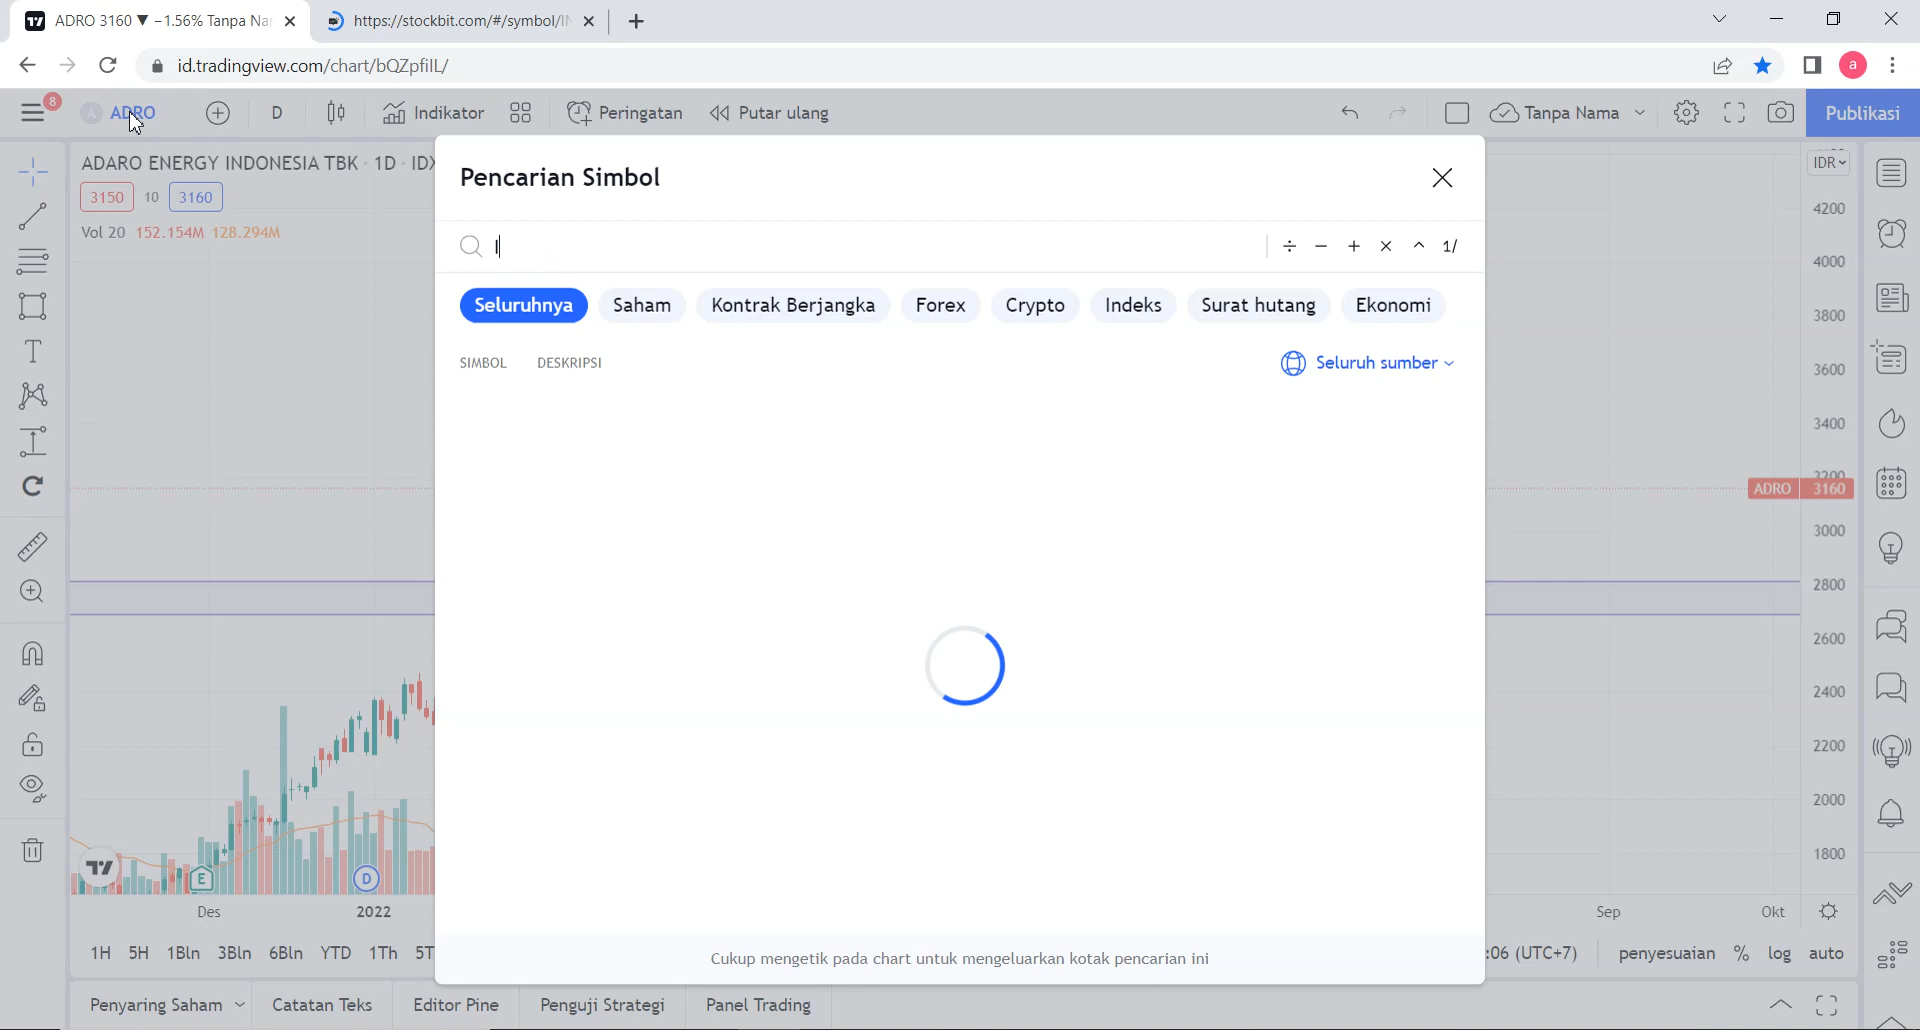 ADRO 3160 ▼ −1.56% Tanpa Na
https://stockbit.com/#/symbol/I
id.tradingview.com/chart/bQZpfilL/
a
8
A ADRO
D
Indikator
Peringatan
Putar ulang
Tanpa Nama
Publikasi
ADARO ENERGY INDONESIA TBK · 1D · IDX
IDR
3150 10 3160
Vol 20 152.154M 128.294M
Pencarian Simbol
I
÷ − + × ^ 1/
Seluruhnya Saham Kontrak Berjangka Forex Crypto Indeks Surat hutang Ekonomi
SIMBOL DESKRIPSI
Seluruh sumber
4200
4000
3800
3600
3400
3200
ADRO 3160
3000
2800
2600
2400
2200
2000
1800
E
D
Des 2022 Sep Okt
1H 5H 1Bln 3Bln 6Bln YTD 1Th 5T
:06 (UTC+7) penyesuaian % log auto
Cukup mengetik pada chart untuk mengeluarkan kotak pencarian ini
Penyaring Saham Catatan Teks Editor Pine Penguji Strategi Panel Trading